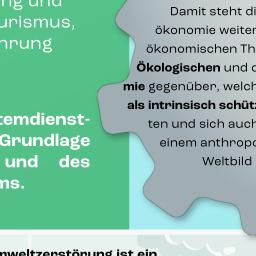 ng und
urismus,
hrung
temdienst-
Grundlage
und des
ms.
Damit steht di
ökonomie weiter
ökonomischen Th
Ökologischen und d
mie gegenüber, welch
als intrinsisch schütz
ten und sich auch
einem anthropo
Weltbild
mweltzerstörung ist ein